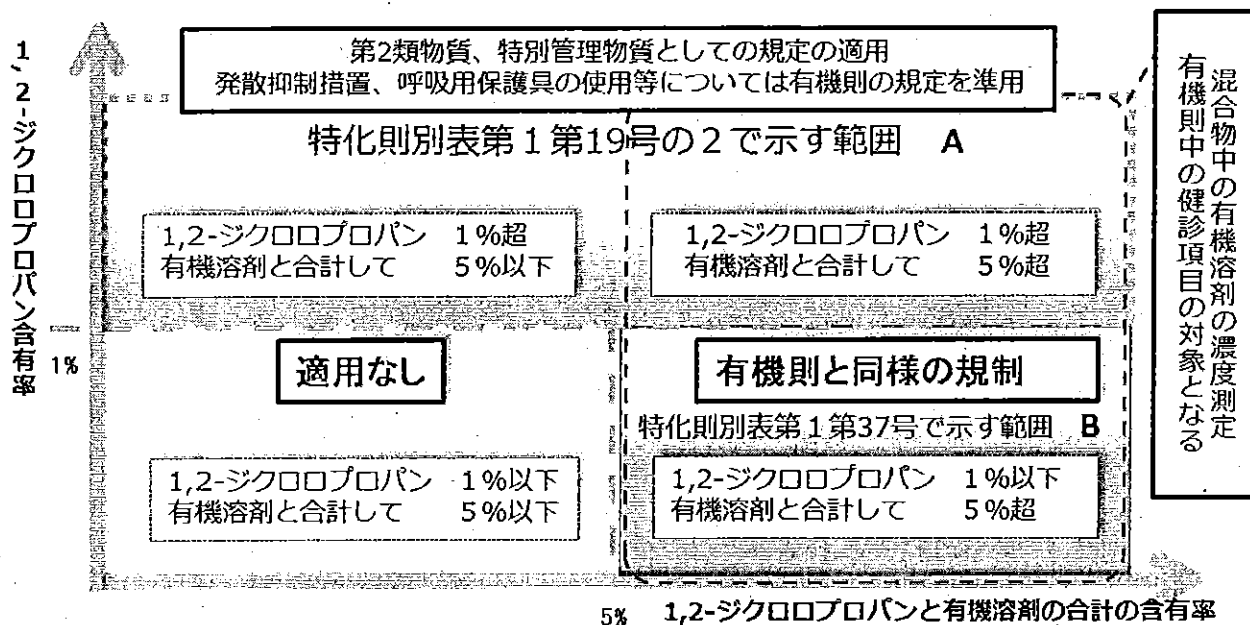 1,2-ジクロロプロパン含有率
第2類物質、特別管理物質としての規定の適用
発散抑制措置、呼吸用保護具の使用等については有機則の規定を準用
混合物中の有機溶剤の濃度測定
有機則中の健診項目の対象となる
特化則別表第1第19号の2で示す範囲 A
1,2-ジクロロプロパン 1%超
有機溶剤と合計して 5%以下
1,2-ジクロロプロパン 1%超
有機溶剤と合計して 5%超
1%
適用なし
有機則と同様の規制
特化則別表第1第37号で示す範囲 B
1,2-ジクロロプロパン 1%以下
有機溶剤と合計して 5%以下
1,2-ジクロロプロパン 1%以下
有機溶剤と合計して 5%超
5%
1,2-ジクロロプロパンと有機溶剤の合計の含有率